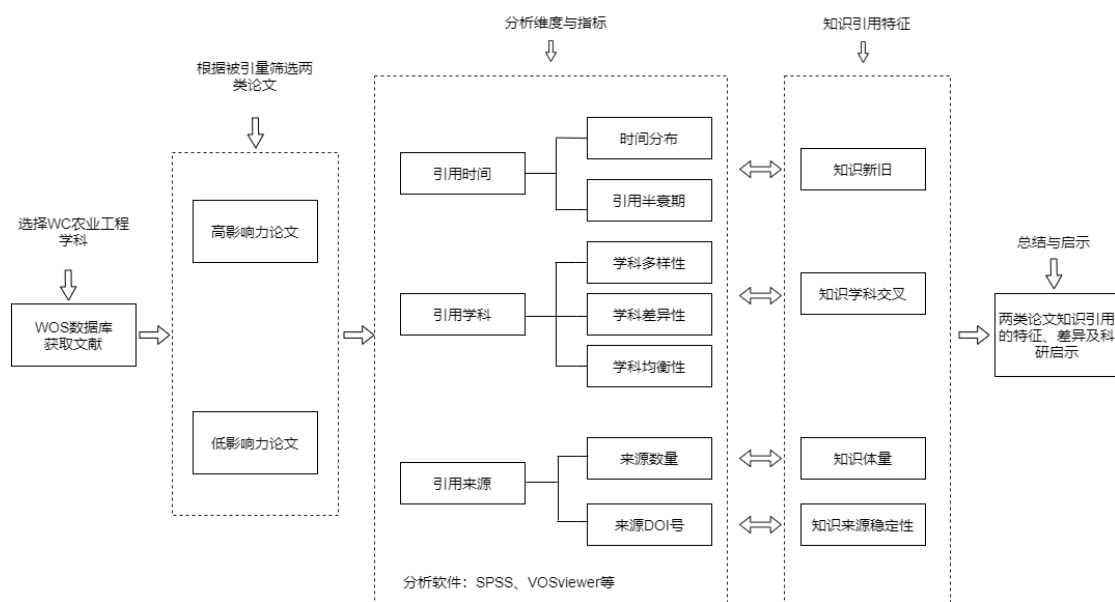 分析维度与指标
知识引用特征
根据被引量筛选两
类论文
时间分布
引用时间
知识新旧
引用半衰期
选择WC农业工程
学科
高影响力论文
总结与启示
学科多样性
知识学科交叉
WOS数据库
获取文献
引用学科
学科差异性
两类论文知识引用
的特征、差异及科
研启示
学科均衡性
低影响力论文
来源数量
知识体量
引用来源
来源DOI号
知识来源稳定性
分析软件：SPSS、VOSviewer等